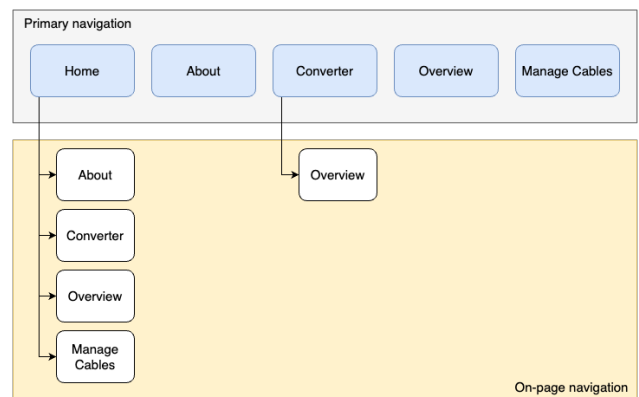 Primary navigation
Home
About
Converter
Overview
Manage Cables
About
Overview
Converter
Overview
Manage
Cables
On-page navigation